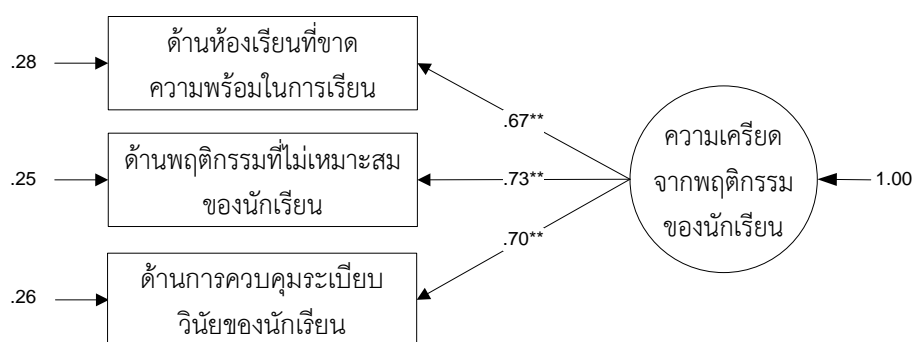 .28
ด้านห้องเรียนที่ขาด
ความพร้อมในการเรียน
.67**
.25
ด้านพฤติกรรมที่ไม่เหมาะสม
ของนักเรียน
.73**
.26
ด้านการควบคุมระเบียบ
วินัยของนักเรียน
.70**
ความเครียด
จากพฤติกรรม
ของนักเรียน
1.00